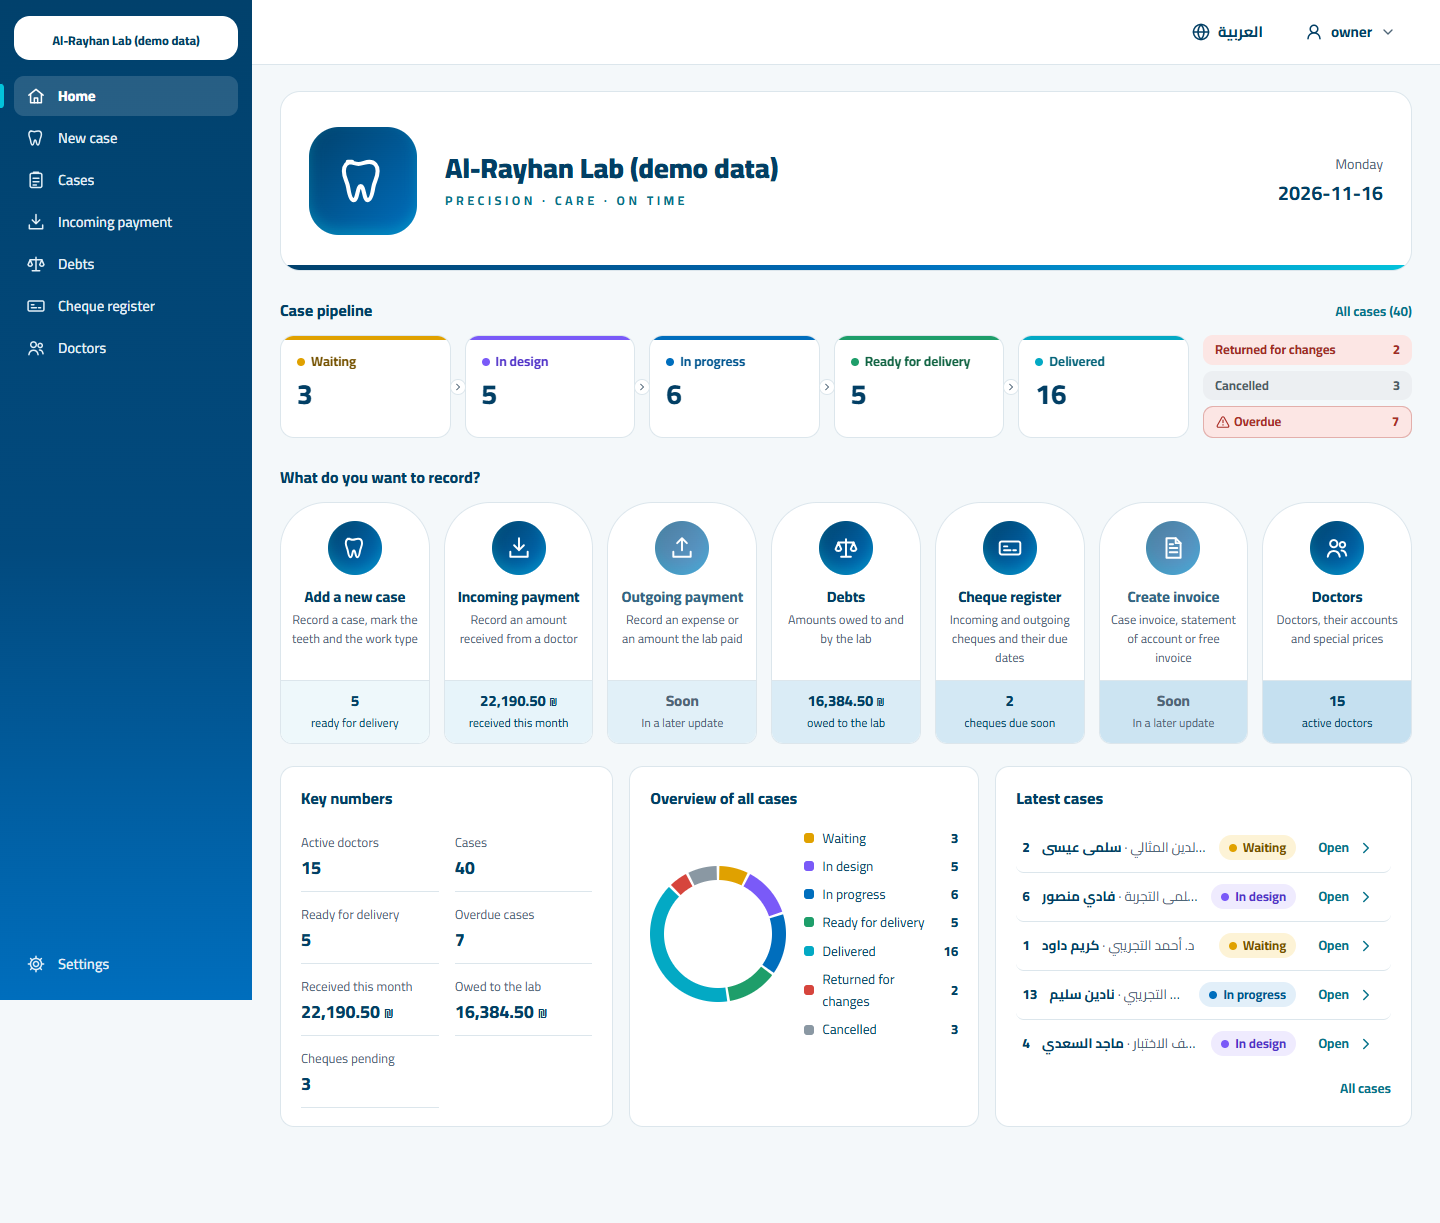 Al-Rayhan Lab (demo data)
Home
New case
Cases
Incoming payment
Debts
Cheque register
Doctors
Settings
العربية
owner
Al-Rayhan Lab (demo data)
PRECISION · CARE · ON TIME
Monday
2026-11-16
Case pipeline
All cases (40)
Waiting
3
In design
5
In progress
6
Ready for delivery
5
Delivered
16
Returned for changes 2
Cancelled 3
Overdue 7
What do you want to record?
Add a new case
Record a case, mark the
teeth and the work type
5
ready for delivery
Incoming payment
Record an amount
received from a doctor
22,190.50 ₪
received this month
Outgoing payment
Record an expense or
an amount the lab paid
Soon
In a later update
Debts
Amounts owed to and
by the lab
16,384.50 ₪
owed to the lab
Cheque register
Incoming and outgoing
cheques and their due
dates
2
cheques due soon
Create invoice
Case invoice, statement
of account or free
invoice
Soon
In a later update
Doctors
Doctors, their accounts
and special prices
15
active doctors
Key numbers
Active doctors
15
Cases
40
Ready for delivery
5
Overdue cases
7
Received this month
22,190.50 ₪
Owed to the lab
16,384.50 ₪
Cheques pending
3
Overview of all cases
Waiting 3
In design 5
In progress 6
Ready for delivery 5
Delivered 16
Returned for
changes 2
Cancelled 3
Latest cases
2 سلمى عيسى · لدين المثالي... Waiting Open
6 فادي منصور · لمى التجربة... In design Open
1 كريم داود · د. أحمد التجريبي Waiting Open
13 نادين سليم · التجريبي ... In progress Open
4 ماجد السعدي · ف الاختبار... In design Open
All cases